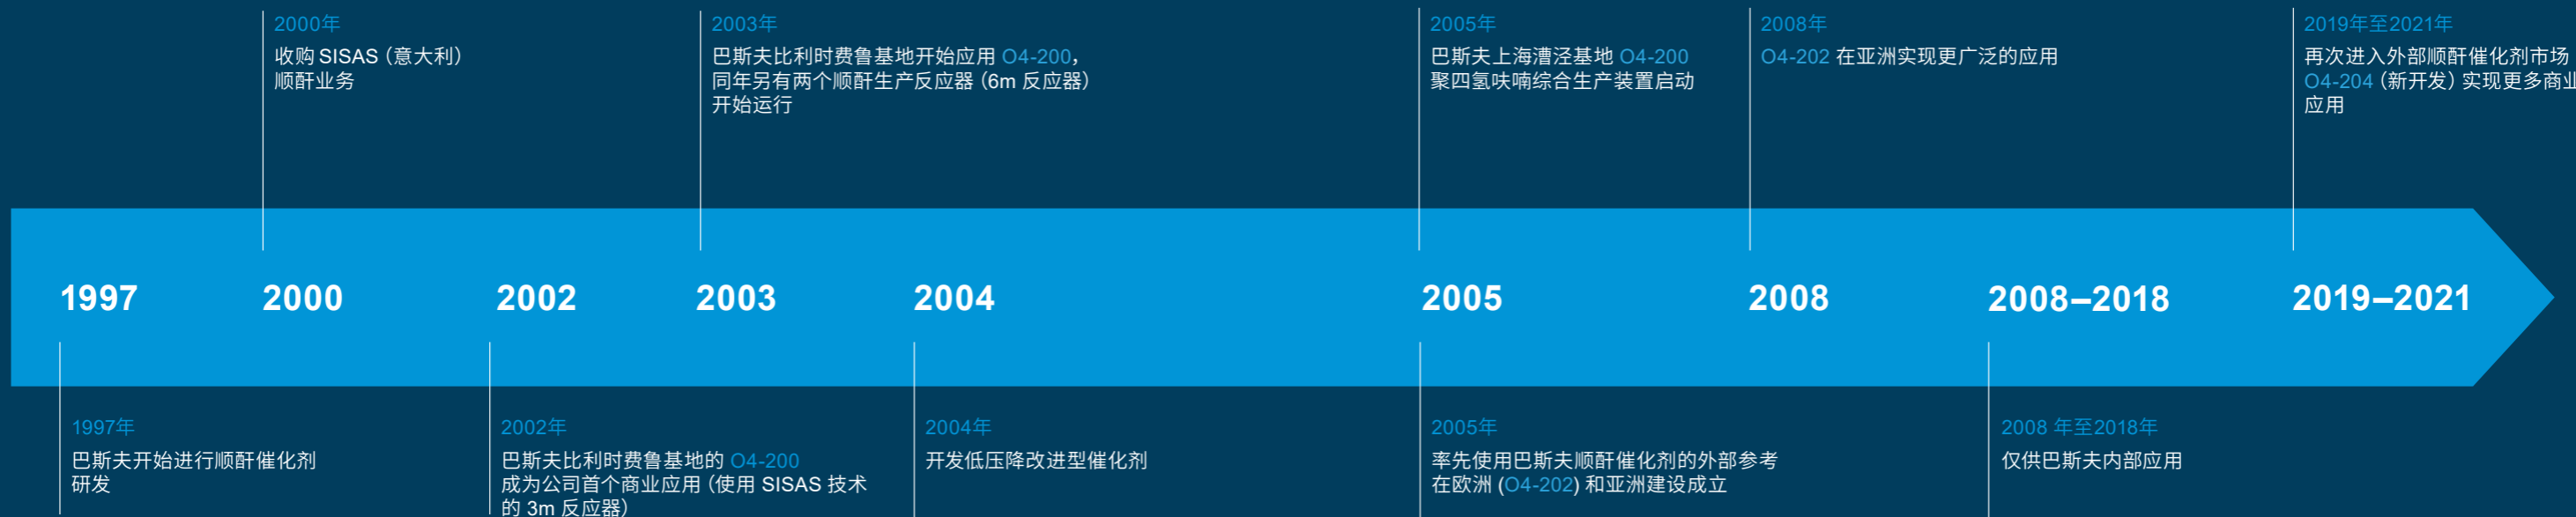 2000年
收购 SISAS（意大利）
顺酐业务
2003年
巴斯夫比利时费鲁基地开始应用 O4-200，
同年另有两个顺酐生产反应器（6m 反应器）
开始运行
2005年
巴斯夫上海漕泾基地 O4-200
聚四氢呋喃综合生产装置启动
2008年
O4-202 在亚洲实现更广泛的应用
2019年至2021年
再次进入外部顺酐催化剂市场
O4-204（新开发）实现更多商业
应用
1997
2000
2002
2003
2004
2005
2008
2008–2018
2019–2021
1997年
巴斯夫开始进行顺酐催化剂
研发
2002年
巴斯夫比利时费鲁基地的 O4-200
成为公司首个商业应用（使用 SISAS 技术
的 3m 反应器）
2004年
开发低压降改进型催化剂
2005年
率先使用巴斯夫顺酐催化剂的外部参考
在欧洲 (O4-202) 和亚洲建设成立
2008 年至2018年
仅供巴斯夫内部应用